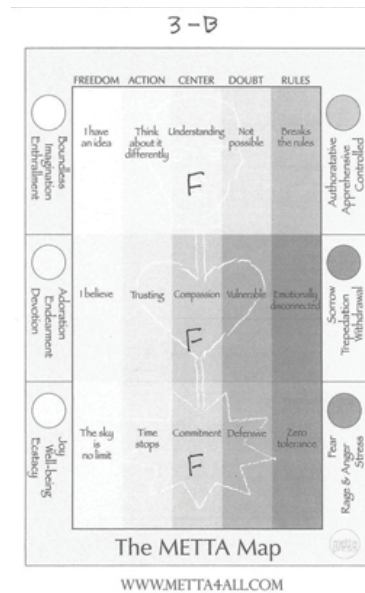 3-B
FREEDOM ACTION CENTER DOUBT RULES
Boundless
Imagination
Enthrallment
I have
an idea
Think
about it
differently
Understanding
Not
possible
Breaks
the rules
Authoratative
Apprehensive
Controlled
F
Adoration
Endearment
Devotion
I believe
Trusting
Compassion
Vulnerable
Emotionally
disconnected
Sorrow
Trepedation
Withdrawal
F
Joy
Well-being
Ecstacy
The sky
is
no limit
Time
stops
Commitment
Defensive
Zero
tolerance
Fear
Rage & Anger
Stress
F
The METTA Map
WWW.METTA4ALL.COM